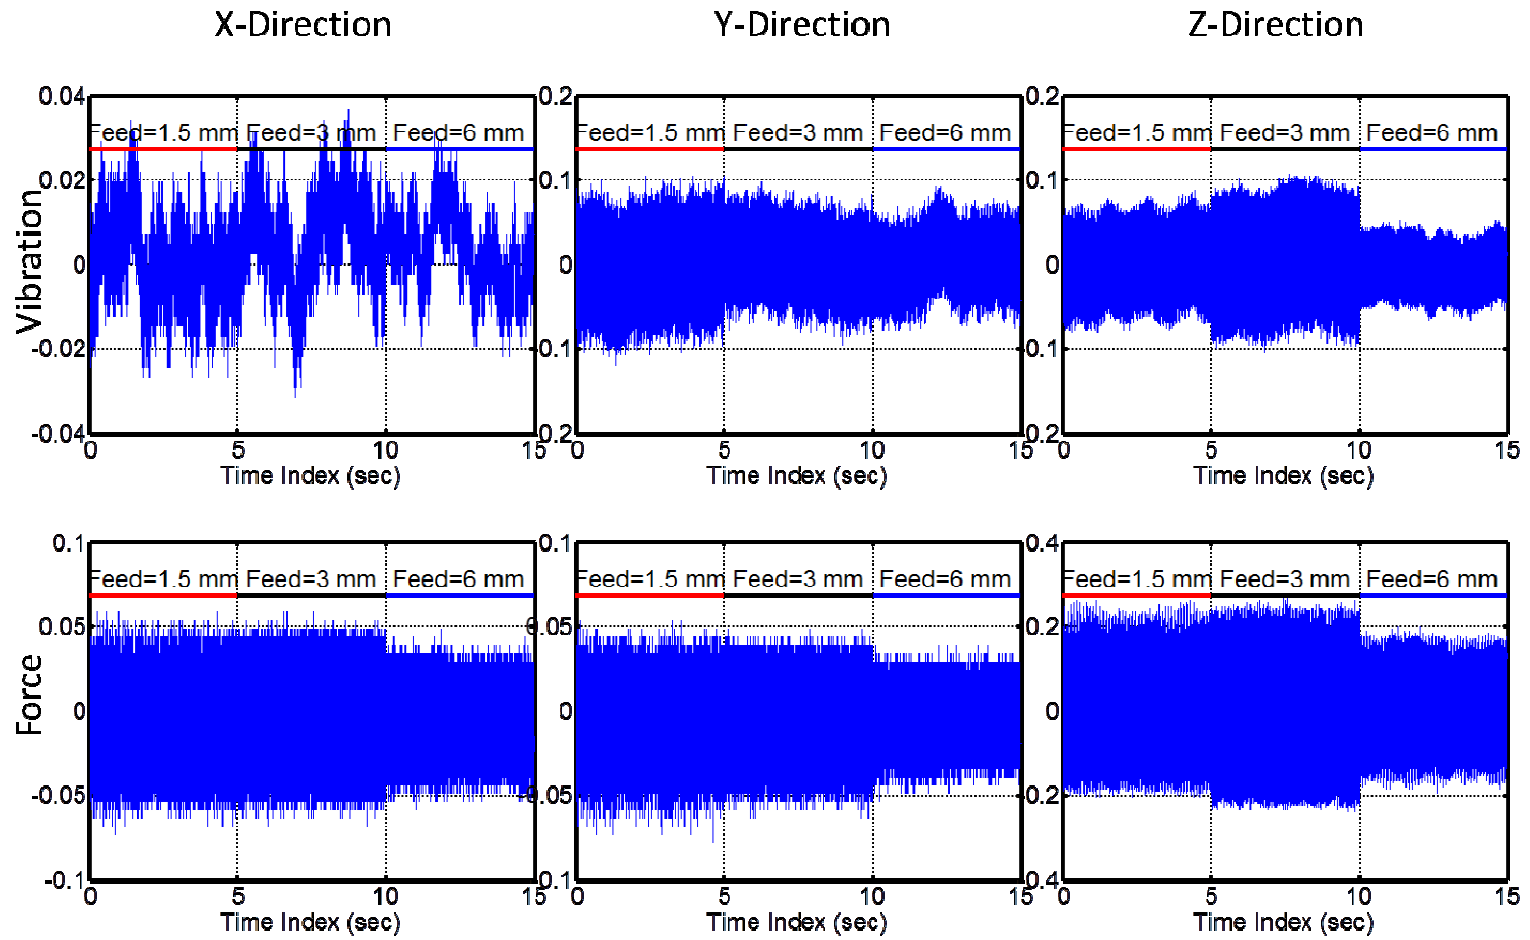 X-Direction Y-Direction Z-Direction
Vibration
0.04
0.02
0
-0.02
-0.04
Feed=1.5 mm Feed=3 mm Feed=6 mm
0 5 10 15
Time Index (sec)
0.2
0.1
0
0.1
0.2
Feed=1.5 mm Feed=3 mm Feed=6 mm
0 5 10 15
Time Index (sec)
0.2
0.1
0
0.1
0.2
Feed=1.5 mm Feed=3 mm Feed=6 mm
0 5 10 15
Time Index (sec)
Force
0.1
0.05
0
-0.05
-0.1
Feed=1.5 mm Feed=3 mm Feed=6 mm
0 5 10 15
Time Index (sec)
0.1
0.05
0
-0.05
0.1
Feed=1.5 mm Feed=3 mm Feed=6 mm
0 5 10 15
Time Index (sec)
0.4
0.2
0
0.2
0.4
Feed=1.5 mm Feed=3 mm Feed=6 mm
0 5 10 15
Time Index (sec)